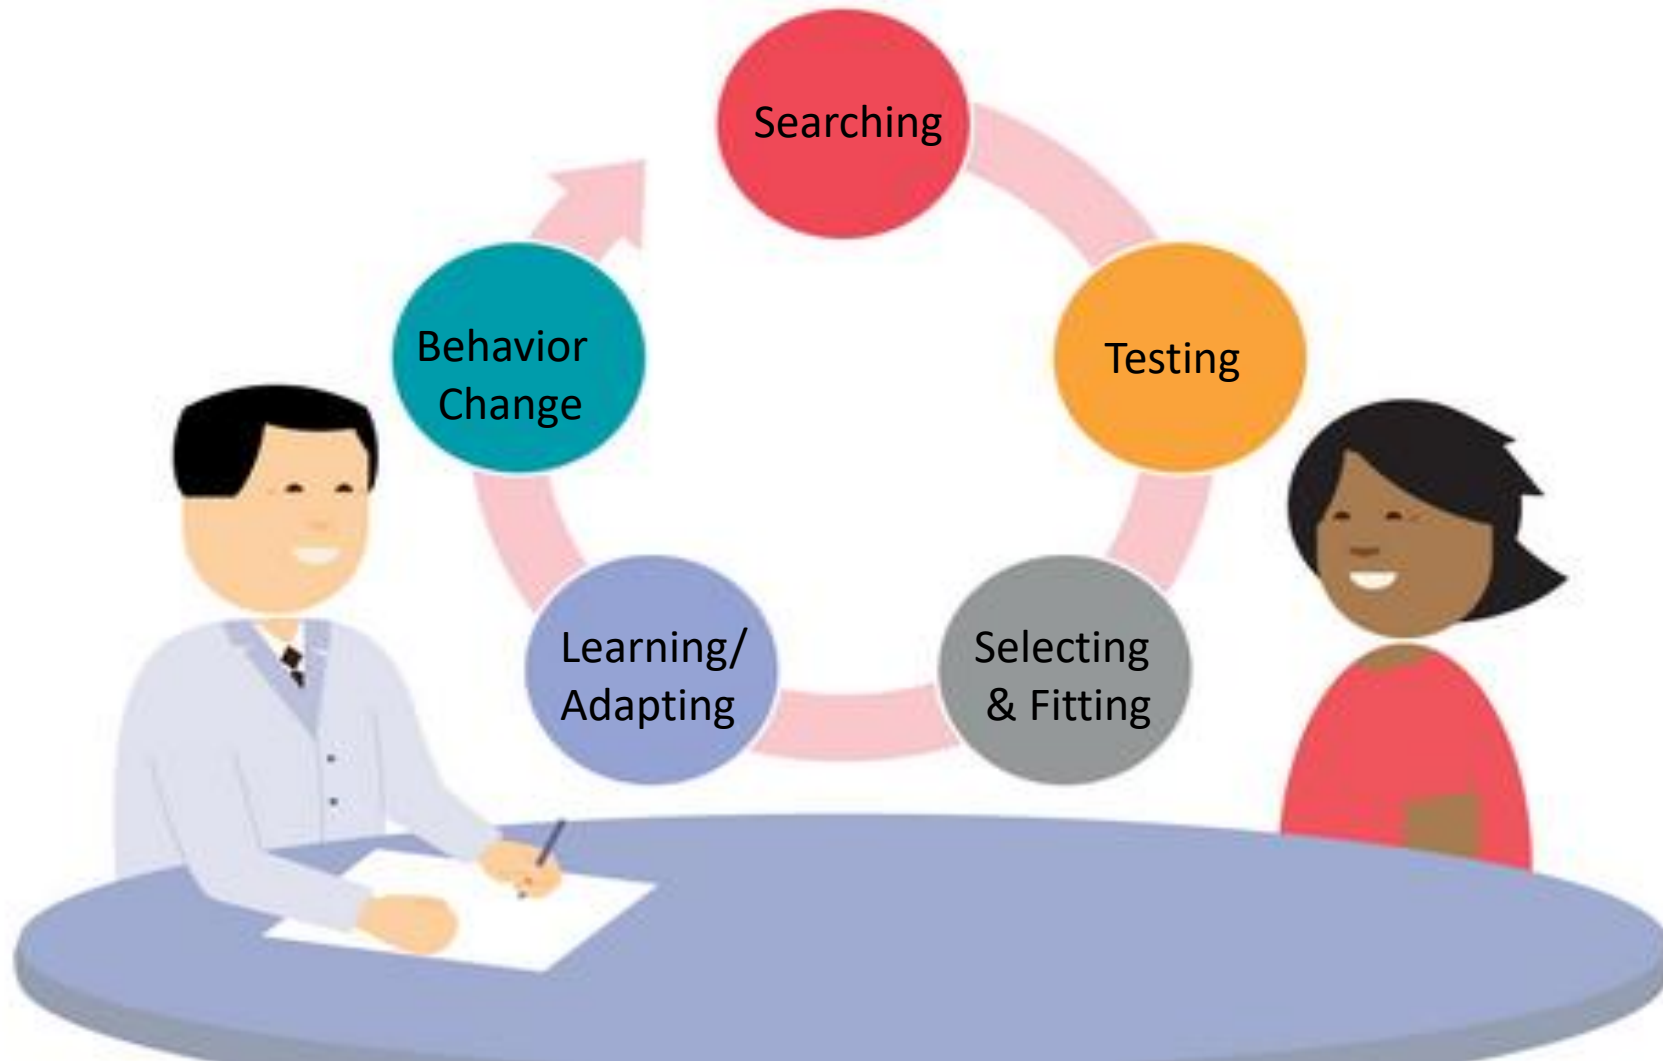 Searching
Testing
Selecting
& Fitting
Learning/
Adapting
Behavior
Change